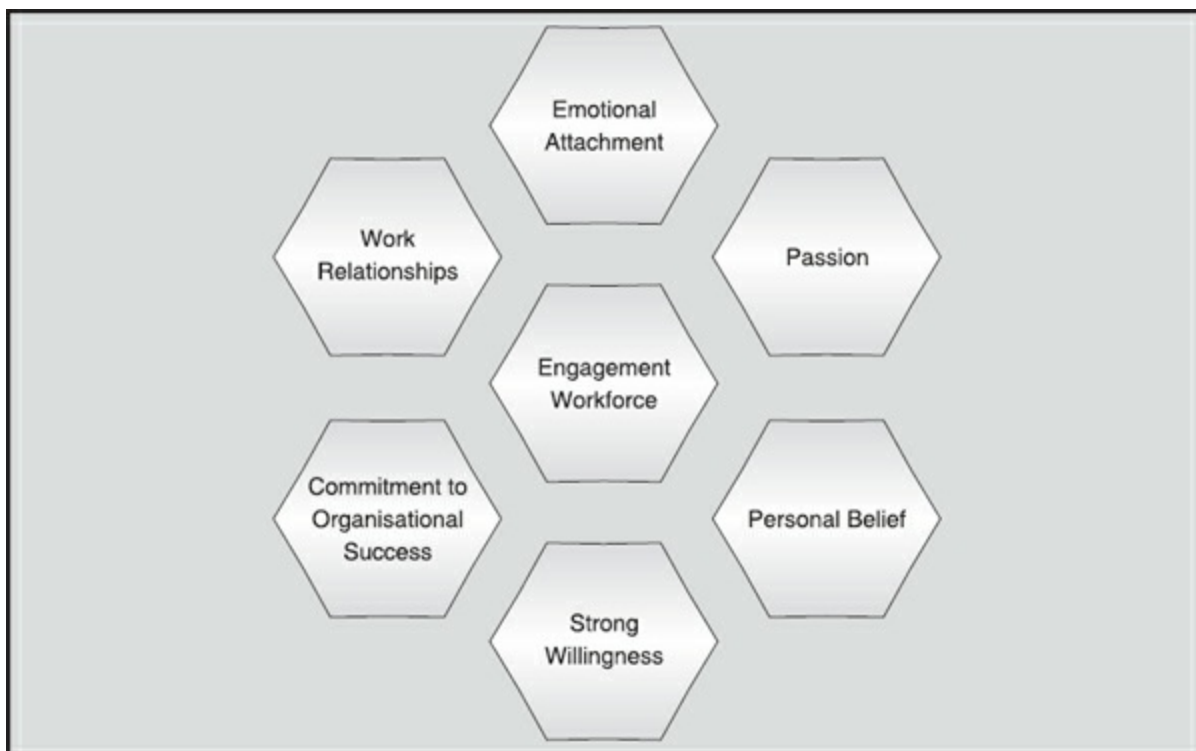 Emotional
Attachment
Work
Relationships
Passion
Engagement
Workforce
Commitment to
Organisational
Success
Personal Belief
Strong
Willingness